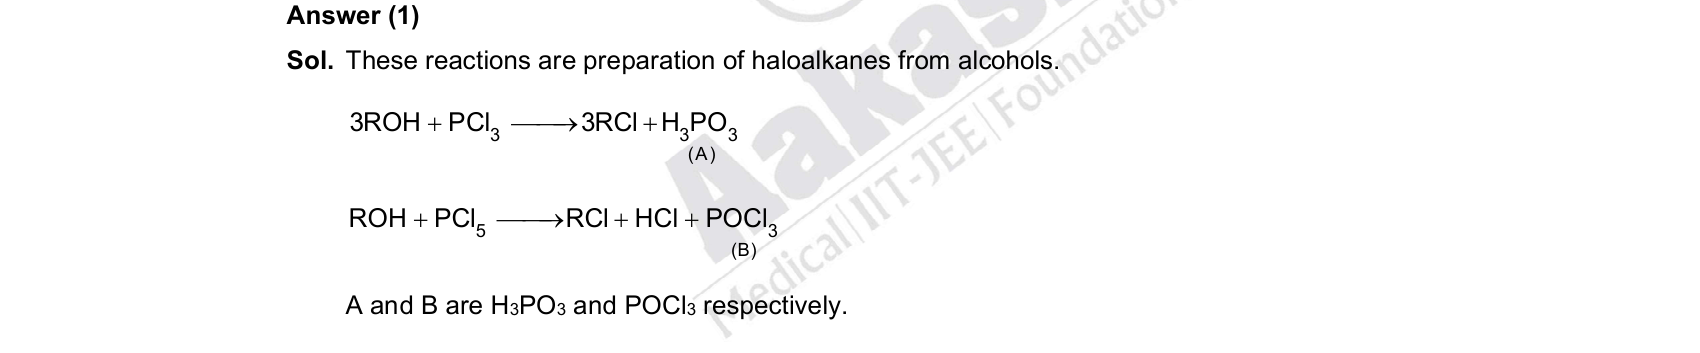 Answer (1)
Sol. These reactions are preparation of haloalkanes from alcohols.
3ROH + PCl₃ ⟶ 3RCl + H₃PO₃
(A)
ROH + PCl₅ ⟶ RCl + HCl + POCl₃
(B)
A and B are H₃PO₃ and POCl₃ respectively.
Medical|IIT-JEE|Foundation